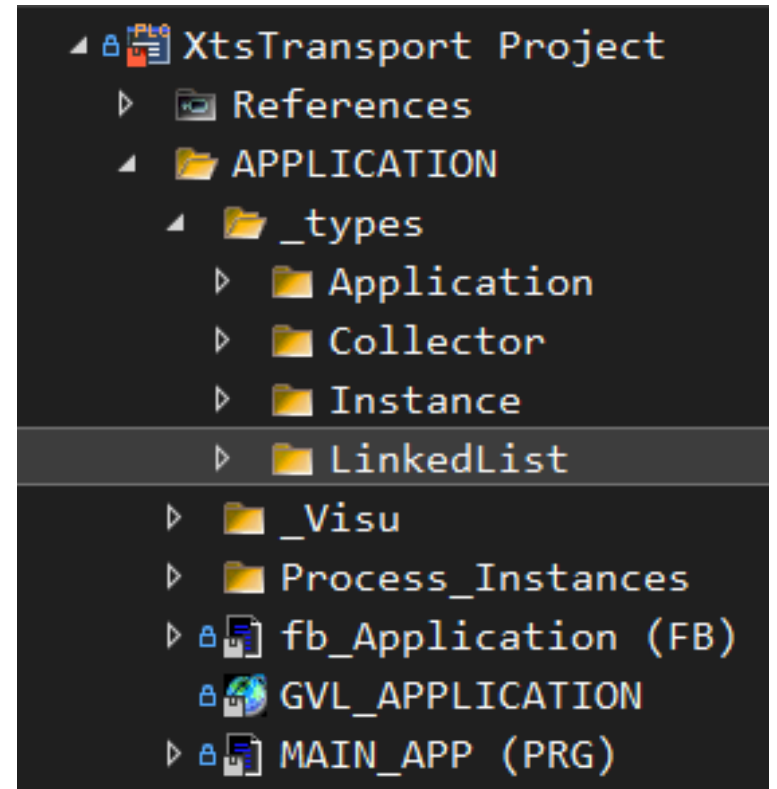 XtsTransport Project
References
APPLICATION
_types
Application
Collector
Instance
LinkedList
_Visu
Process_Instances
fb_Application (FB)
GVL_APPLICATION
MAIN_APP (PRG)